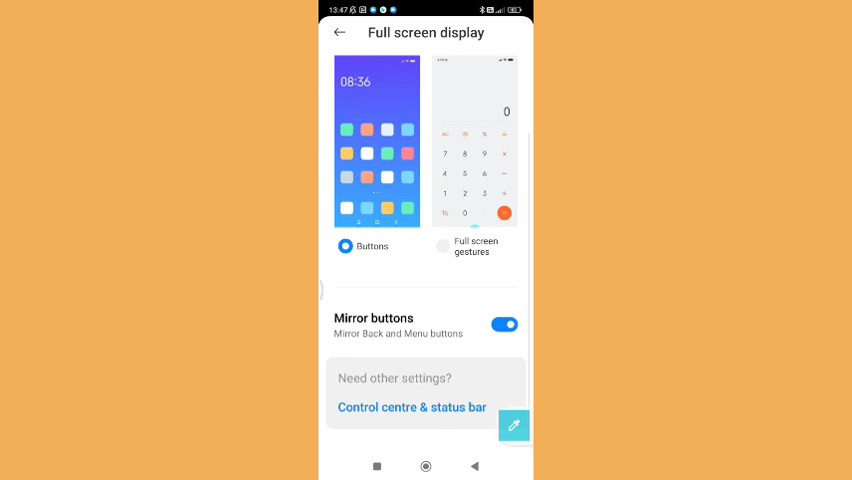 13:47
Full screen display
08:36
0
7 8 9 ×
4 5 6 −
1 2 3 +
0
Buttons
Full screen
gestures
Mirror buttons
Mirror Back and Menu buttons
Need other settings?
Control centre & status bar